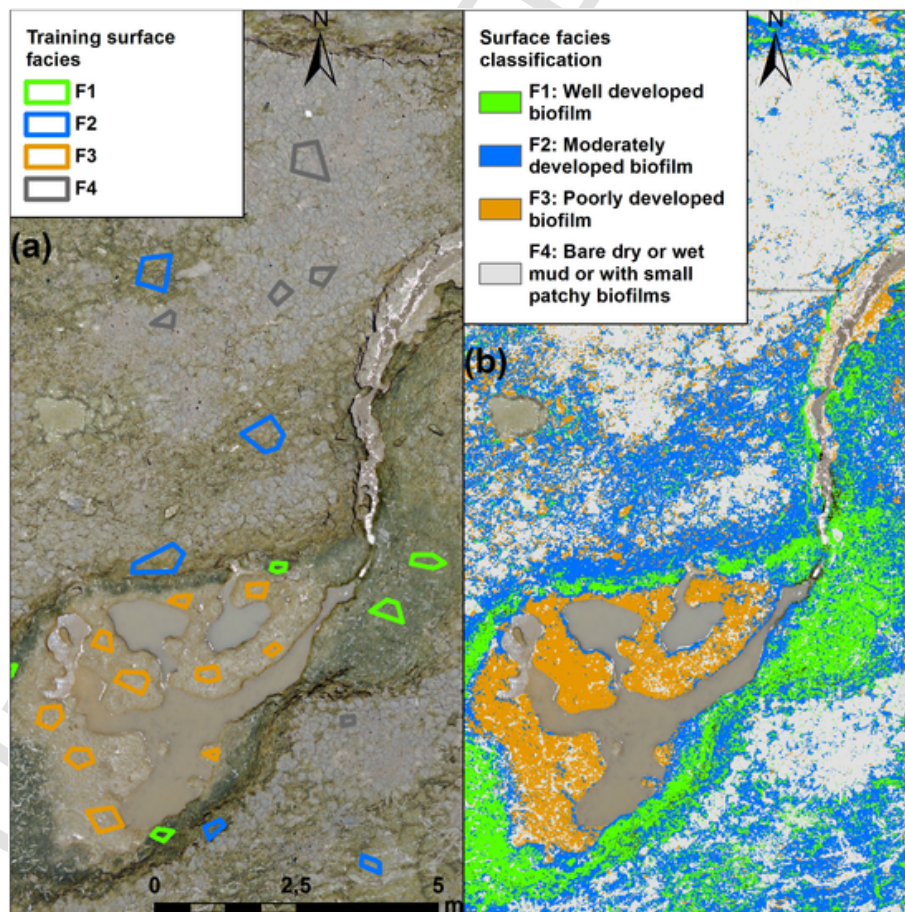 N
Training surface
facies
F1
F2
F3
F4
(a)
0
2,5
5
m
N
Surface facies
classification
F1: Well developed
biofilm
F2: Moderately
developed biofilm
F3: Poorly developed
biofilm
F4: Bare dry or wet
mud or with small
patchy biofilms
(b)